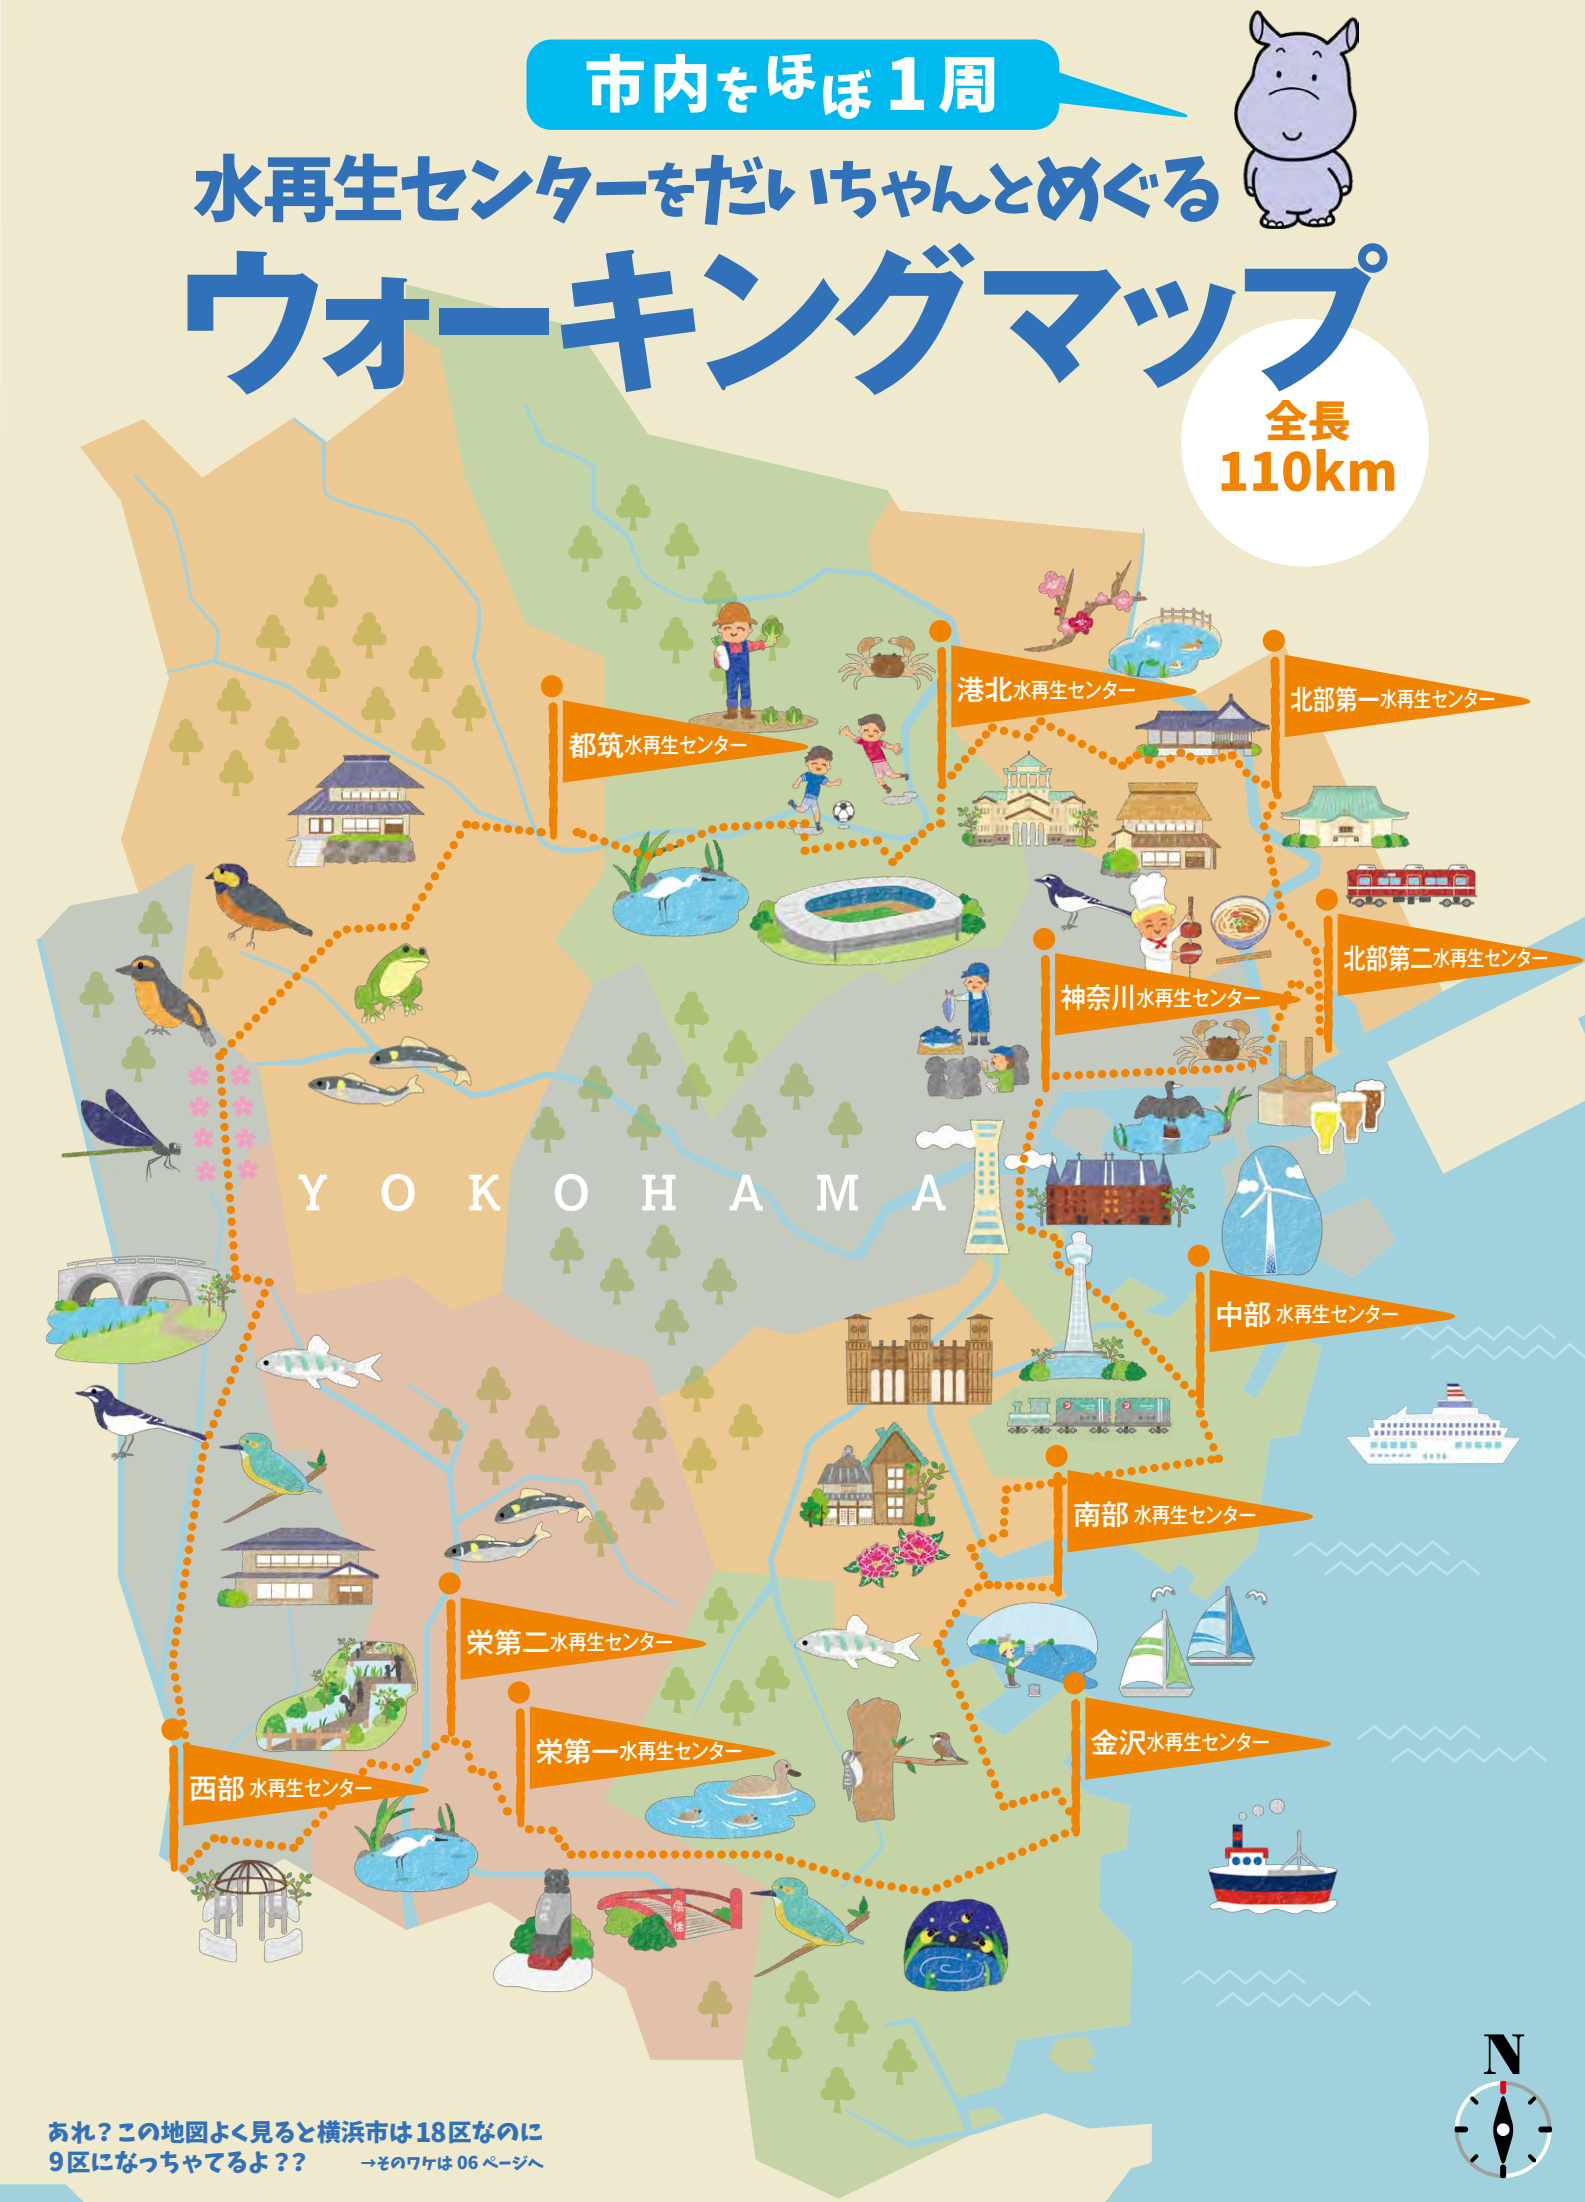 市内をほぼ1周
水再生センターをだいちゃんとめぐる
ウォーキングマップ
全長
110km
港北水再生センター
北部第一水再生センター
都筑水再生センター
北部第二水再生センター
神奈川水再生センター
YOKOHAMA
中部 水再生センター
南部 水再生センター
栄第二水再生センター
金沢水再生センター
栄第一水再生センター
西部 水再生センター
N
あれ?この地図よく見ると横浜市は18区なのに
9区になっちゃてるよ??
→そのワケは 06 ページへ